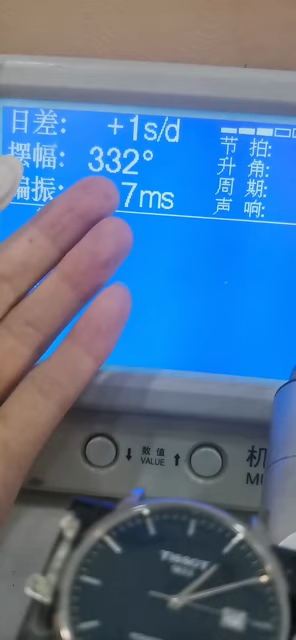 日差: +1s/d
摆幅: 332°
偏振: 7ms
节拍:
升角:
周期:
声响:
数值
VALUE
机
MU
TISSOT